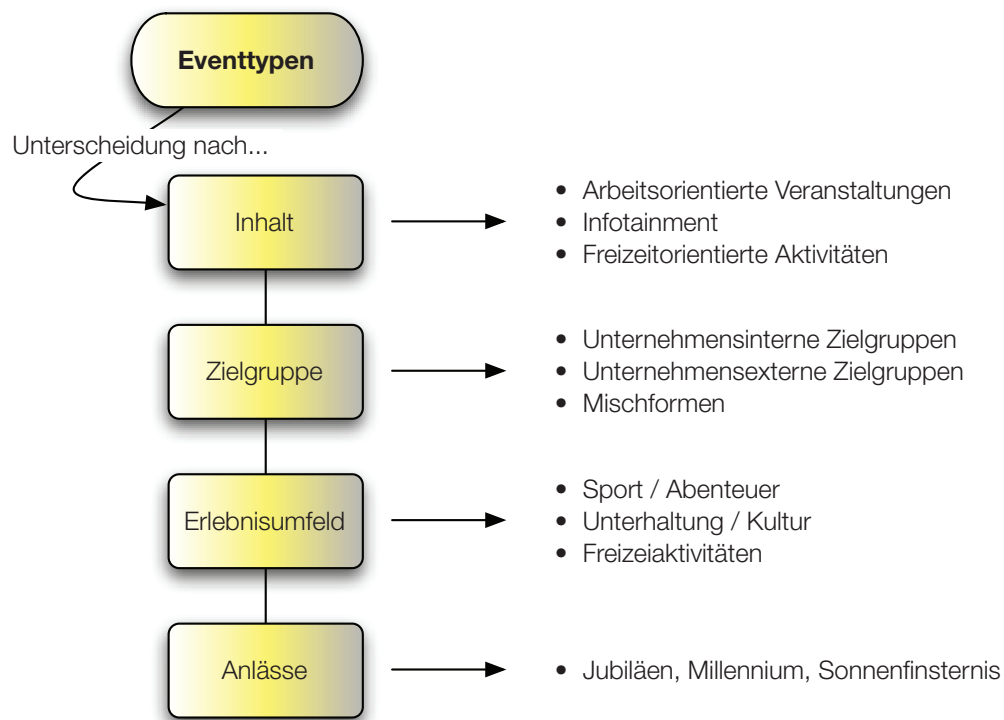 Eventtypen
Unterscheidung nach...
Inhalt
• Arbeitsorientierte Veranstaltungen
• Infotainment
• Freizeitorientierte Aktivitäten
Zielgruppe
• Unternehmensinterne Zielgruppen
• Unternehmensexterne Zielgruppen
• Mischformen
Erlebnisumfeld
• Sport / Abenteuer
• Unterhaltung / Kultur
• Freizeiaktivitäten
Anlässe
• Jubiläen, Millennium, Sonnenfinsternis